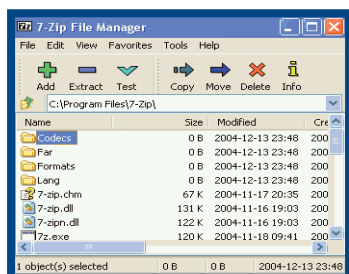 7-Zip File Manager
File Edit View Favorites Tools Help
Add Extract Test Copy Move Delete Info
C:\Program Files\7-Zip\
Name Size Modified Cre
Codecs 0 B 2004-12-13 23:48 200
Far 0 B 2004-12-13 23:48 200
Formats 0 B 2004-12-13 23:48 200
Lang 0 B 2004-12-13 23:48 200
7-zip.chm 67 K 2004-11-17 20:35 200
7-zip.dll 131 K 2004-11-16 19:03 200
7-zipn.dll 122 K 2004-11-16 19:03 200
7z.exe 120 K 2004-11-18 09:41 200
1 object(s) selected 0 B 0 B 2004-12-13 23:48